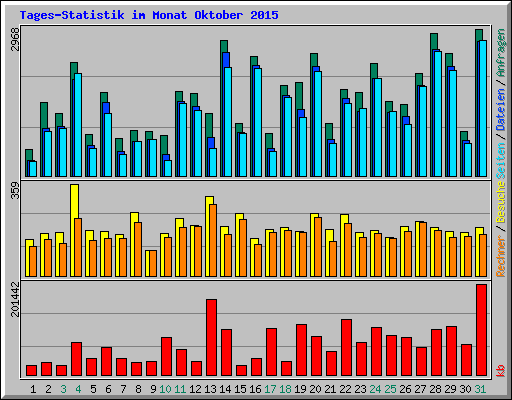 Tages-Statistik im Monat Oktober 2015
2968
359
201442
Rechner / Besuche Seiten / Dateien / Anfragen
kb
1 2 3 4 5 6 7 8 9 10 11 12 13 14 15 16 17 18 19 20 21 22 23 24 25 26 27 28 29 30 31